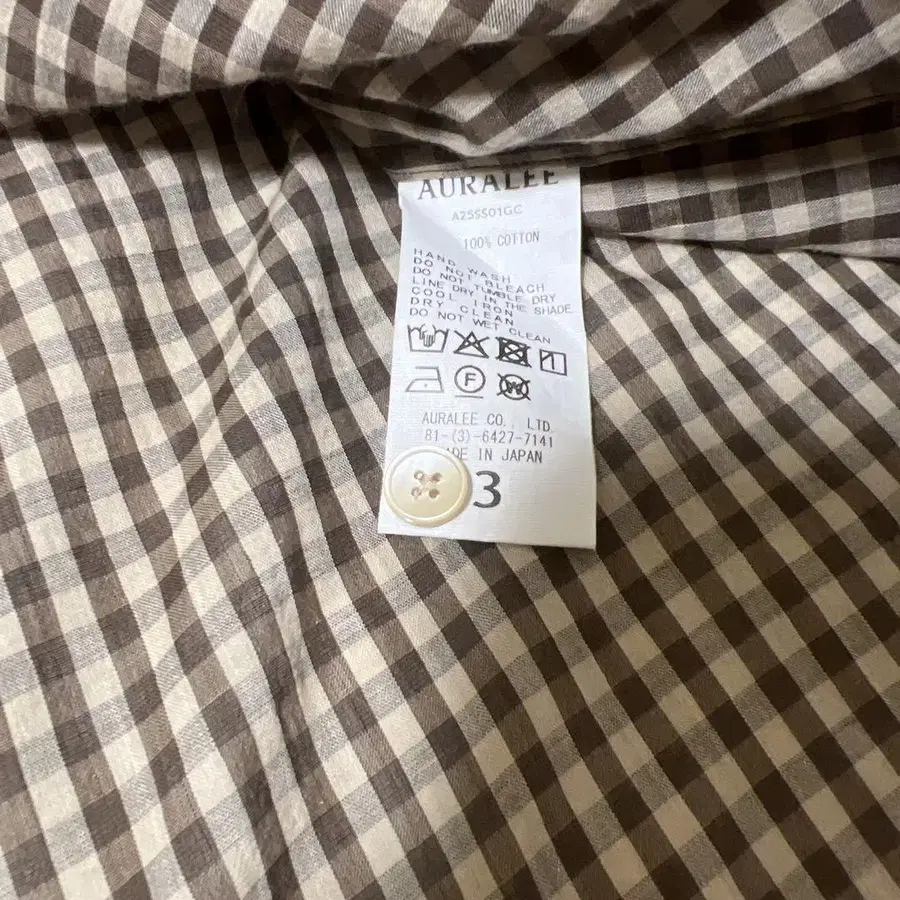 AURALEE
A25SS01GC
100% COTTON
HAND WASH
DO NOT BLEACH
DO NOT TUMBLE DRY
LINE DRY IN THE SHADE
COOL IRON
DRY CLEAN
DO NOT WET CLEAN
F
W
AURALEE CO., LTD.
81-(3)-6427-7141
ADE IN JAPAN
3